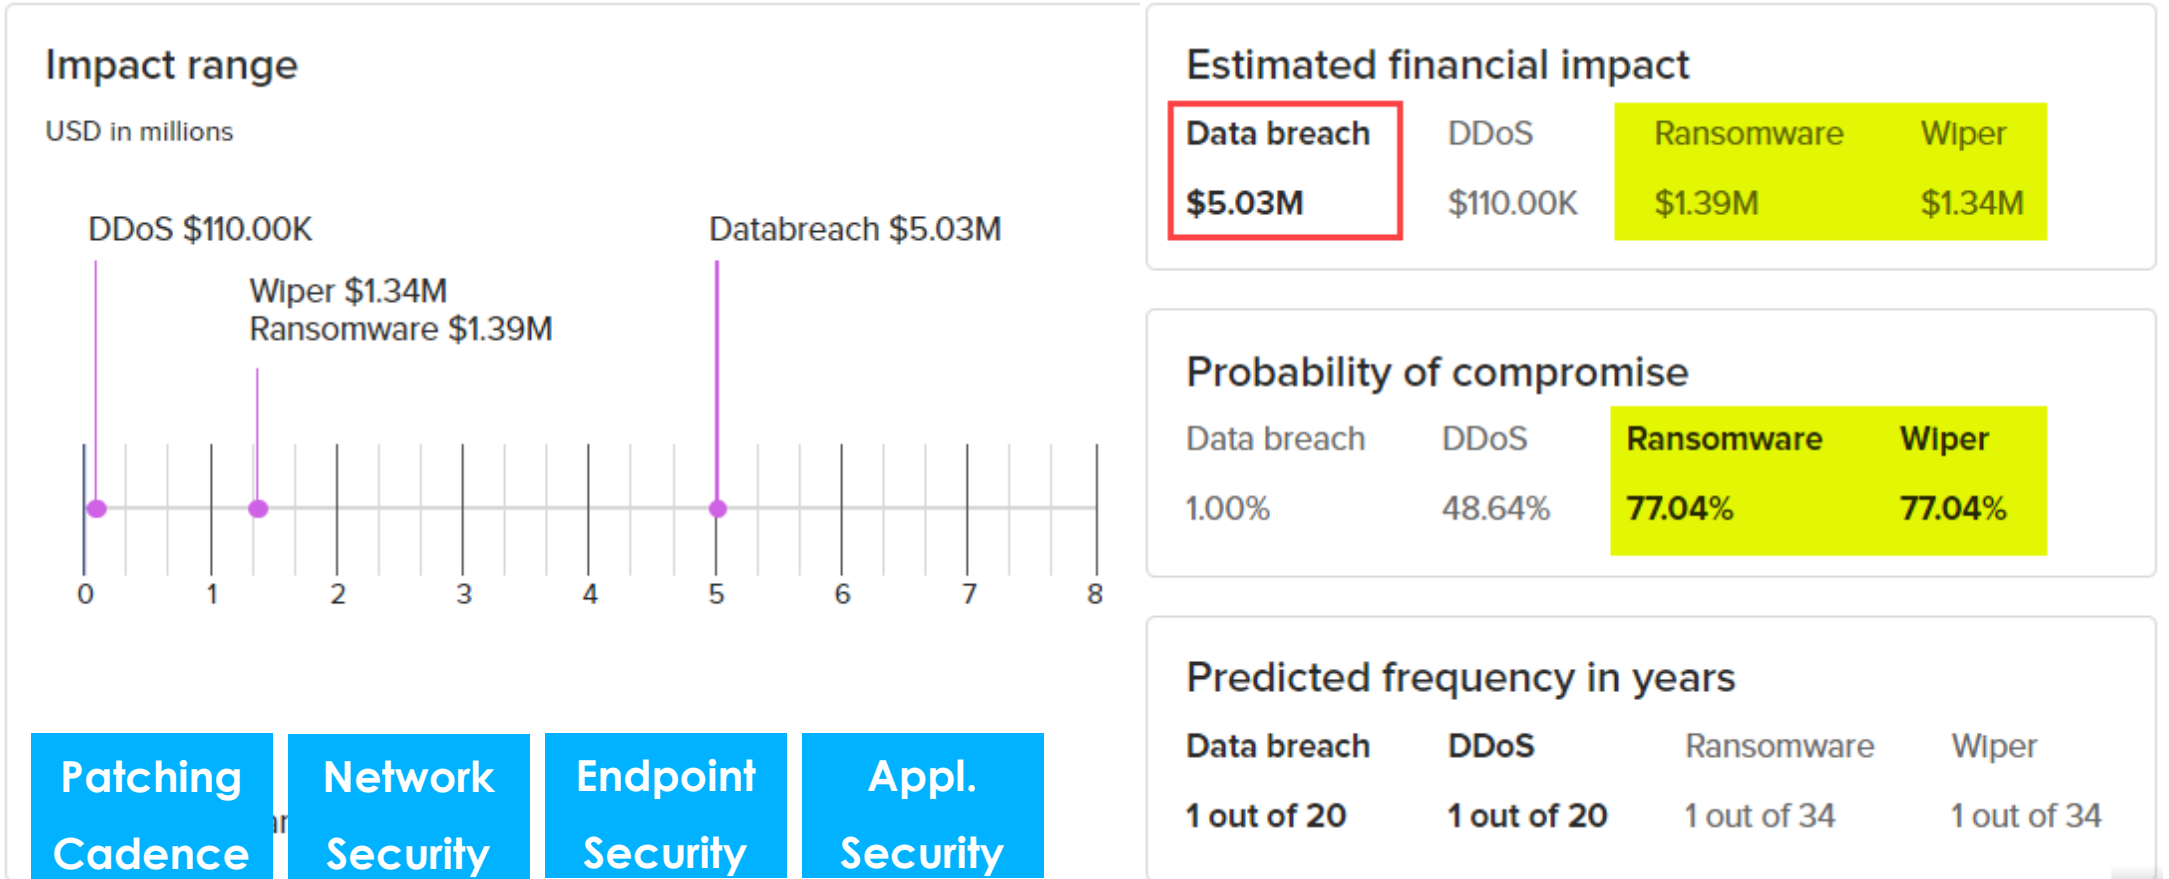 Impact range
USD in millions
DDoS $110.00K
Databreach $5.03M
Wiper $1.34M
Ransomware $1.39M
0 1 2 3 4 5 6 7 8
Patching Network Endpoint Appl.
Cadence Security Security Security
Estimated financial impact
Data breach DDoS Ransomware Wiper
$5.03M $110.00K $1.39M $1.34M
Probability of compromise
Data breach DDoS Ransomware Wiper
1.00% 48.64% 77.04% 77.04%
Predicted frequency in years
Data breach DDoS Ransomware Wiper
1 out of 20 1 out of 20 1 out of 34 1 out of 34